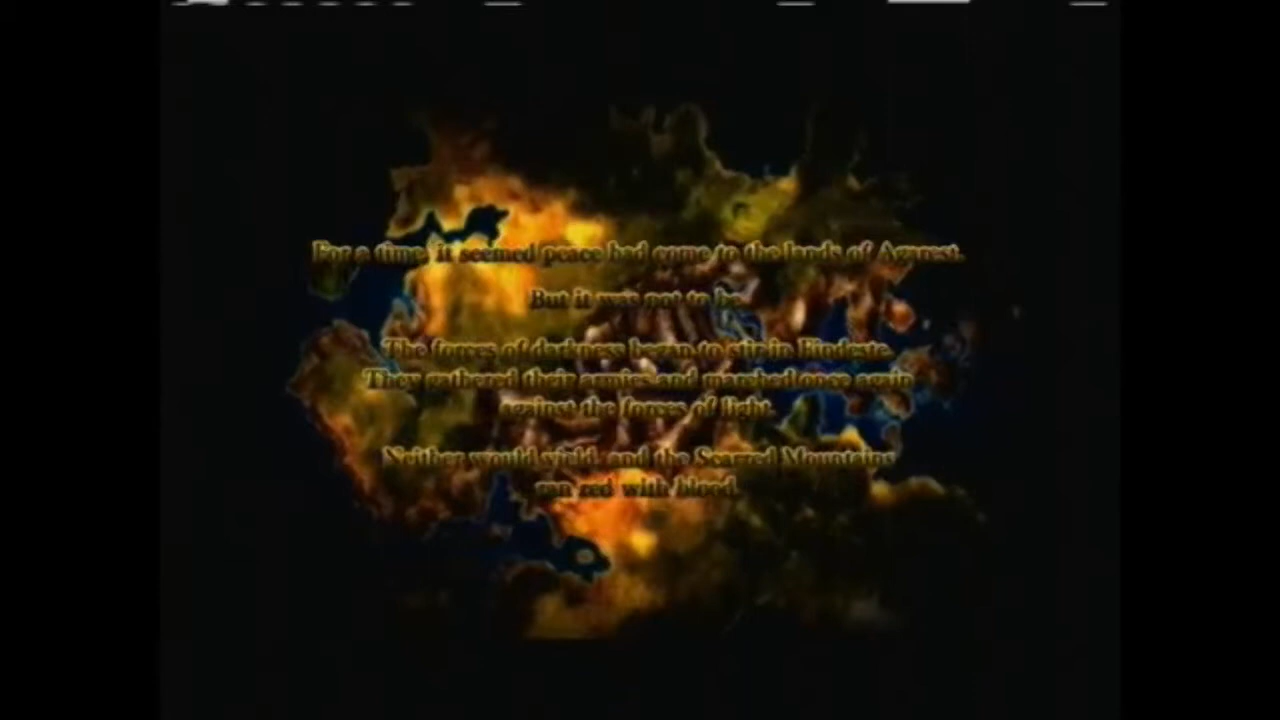 For a time, it seemed peace had come to the lands of Agarest.
But it was not to be.
The forces of darkness began to stir in Findeste.
They gathered their armies and marched once again
against the forces of light.
Neither would yield, and the Scarred Mountains
ran red with blood.